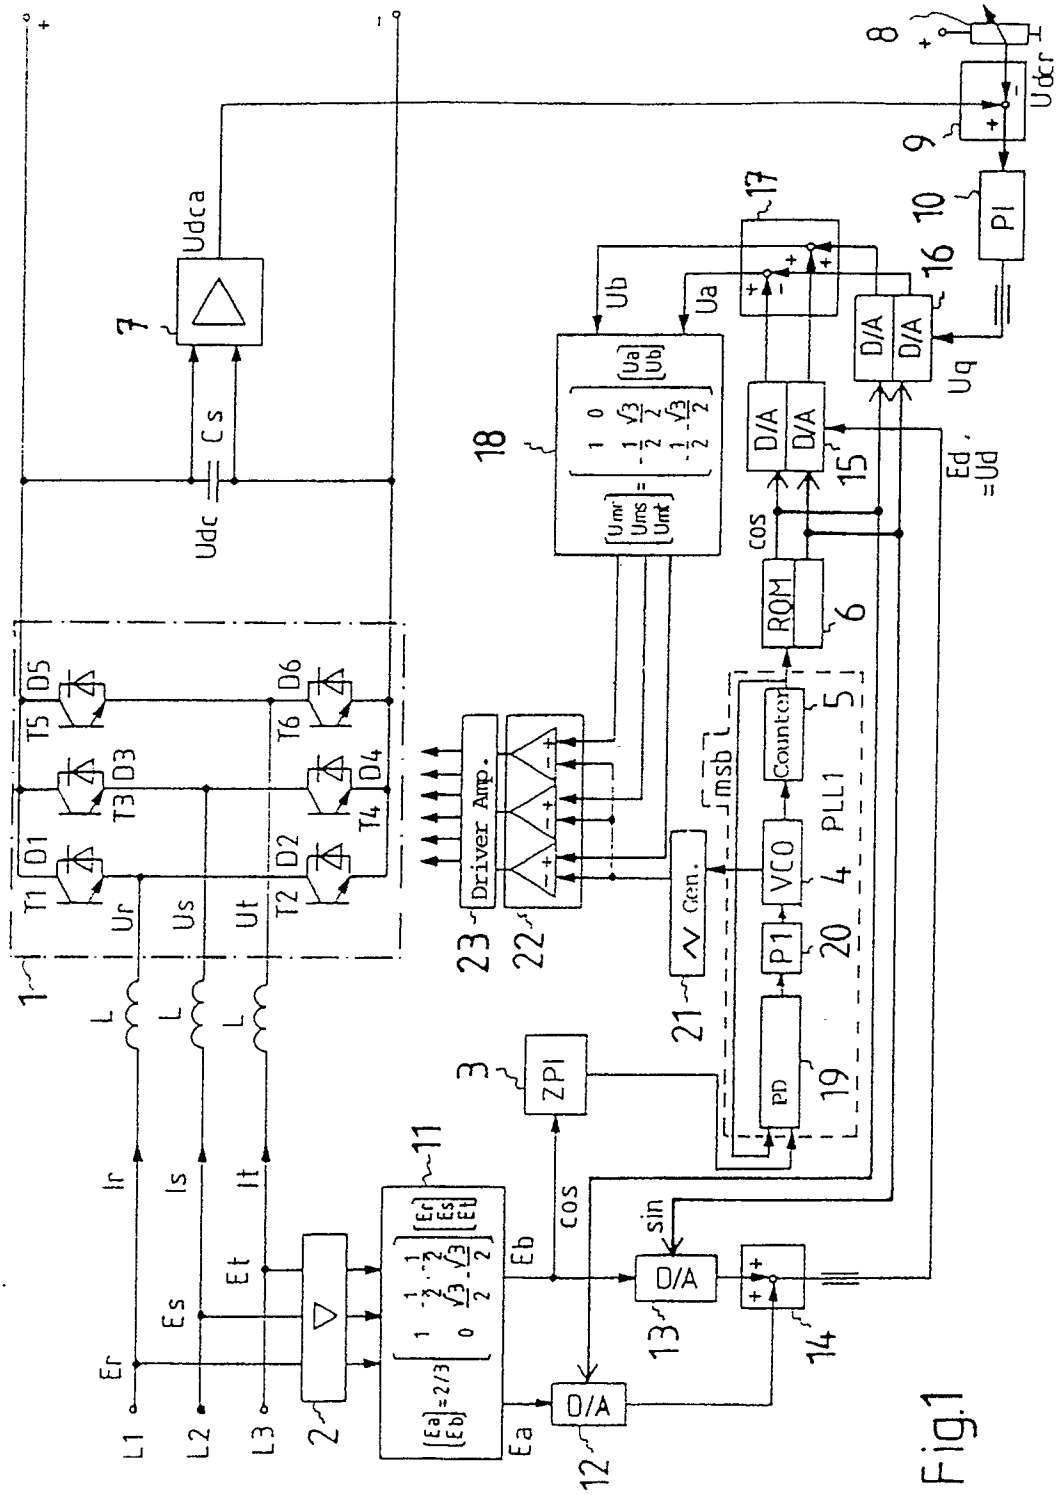 L1
L2
L3
Er
Es
Et
Ir
Is
It
L
L
L
Ur
Us
Ut
1
T1
D1
T3
D3
T5
D5
T2
D2
T4
D4
T6
D6
+
-
Udc
Cs
7
Udca
2
11
[Ea Eb] = 2/3 [1 -1/2 -1/2 0 √3/2 -√3/2] [Er Es Et]
Ea
Eb
cos
3
ZPI
12
D/A
13
D/A
sin
14
+
+
23
Driver Amp.
22
- +
- +
- +
21
Gen.
18
[Umr Ums Umt] = [1 0 -1/2 √3/2 -1/2 -√3/2] [Ua Ub]
Ub
Ua
17
+
-
+
+
msb
PD
19
P1
20
VCO
4
Counter
5
PLL1
ROM
6
cos
D/A
D/A
15
D/A
D/A
16
Uq
Ed.
=Ud
PI
10
9
+
-
Udcr
8
+
Fig.1